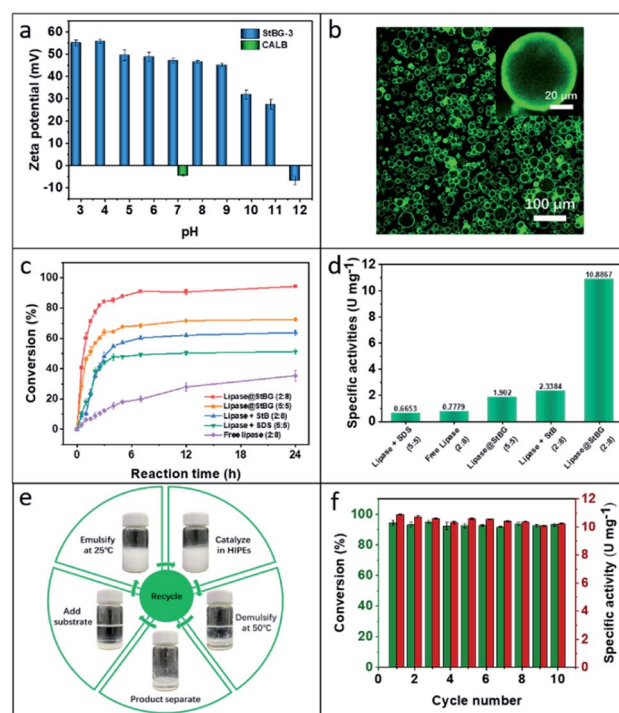 a
StBG-3
CALB
Zeta potential (mV)
60
50
40
30
20
10
0
-10
3 4 5 6 7 8 9 10 11 12
pH
b
20 μm
100 μm
c
Conversion (%)
100
80
60
40
20
0
Lipase@StBG (2:8)
Lipase@StBG (5:5)
Lipase + StB (2:8)
Lipase + SDS (5:5)
Free lipase (2:8)
0 6 12 18 24
Reaction time (h)
d
Specific activities (U mg⁻¹)
12
10
8
6
4
2
0
0.6653
0.7779
1.902
2.3384
10.8867
Lipase + SDS (5:5)
Free Lipase (2:8)
Lipase@StBG (5:5)
Lipase + StB (2:8)
Lipase@StBG (2:8)
e
Emulsify at 25°C
Catalyze in HIPEs
Add substrate
Recycle
Demulsify at 50°C
Product separate
f
Conversion (%)
100
80
60
40
20
0
Specific activity (U mg⁻¹)
12
10
8
6
4
2
0
0 2 4 6 8 10
Cycle number